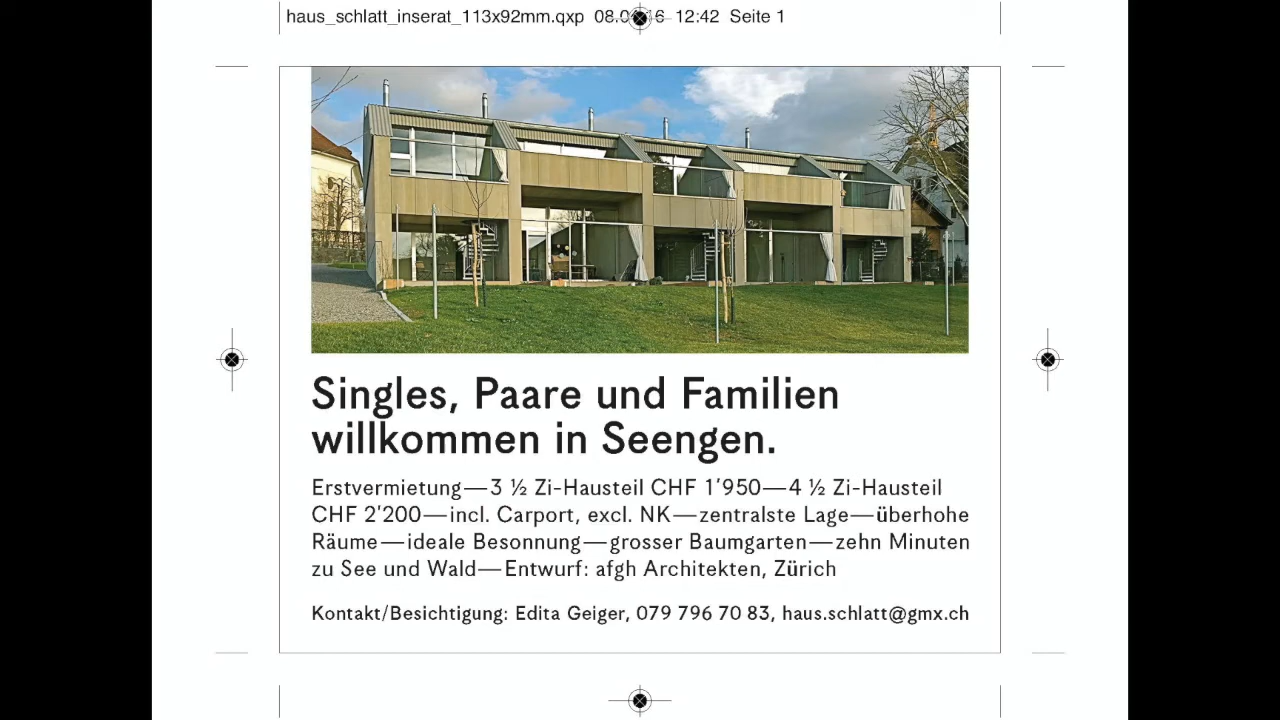 haus_schlatt_inserat_113x92mm.qxp 12:42 Seite 1
Singles, Paare und Familien
willkommen in Seengen.
Erstvermietung—3 ½ Zi-Hausteil CHF 1’950—4 ½ Zi-Hausteil
CHF 2’200—incl. Carport, excl. NK—zentralste Lage—überhohe
Räume—ideale Besonnung—grosser Baumgarten—zehn Minuten
zu See und Wald—Entwurf: afgh Architekten, Zürich
Kontakt/Besichtigung: Edita Geiger, 079 796 70 83, haus.schlatt@gmx.ch